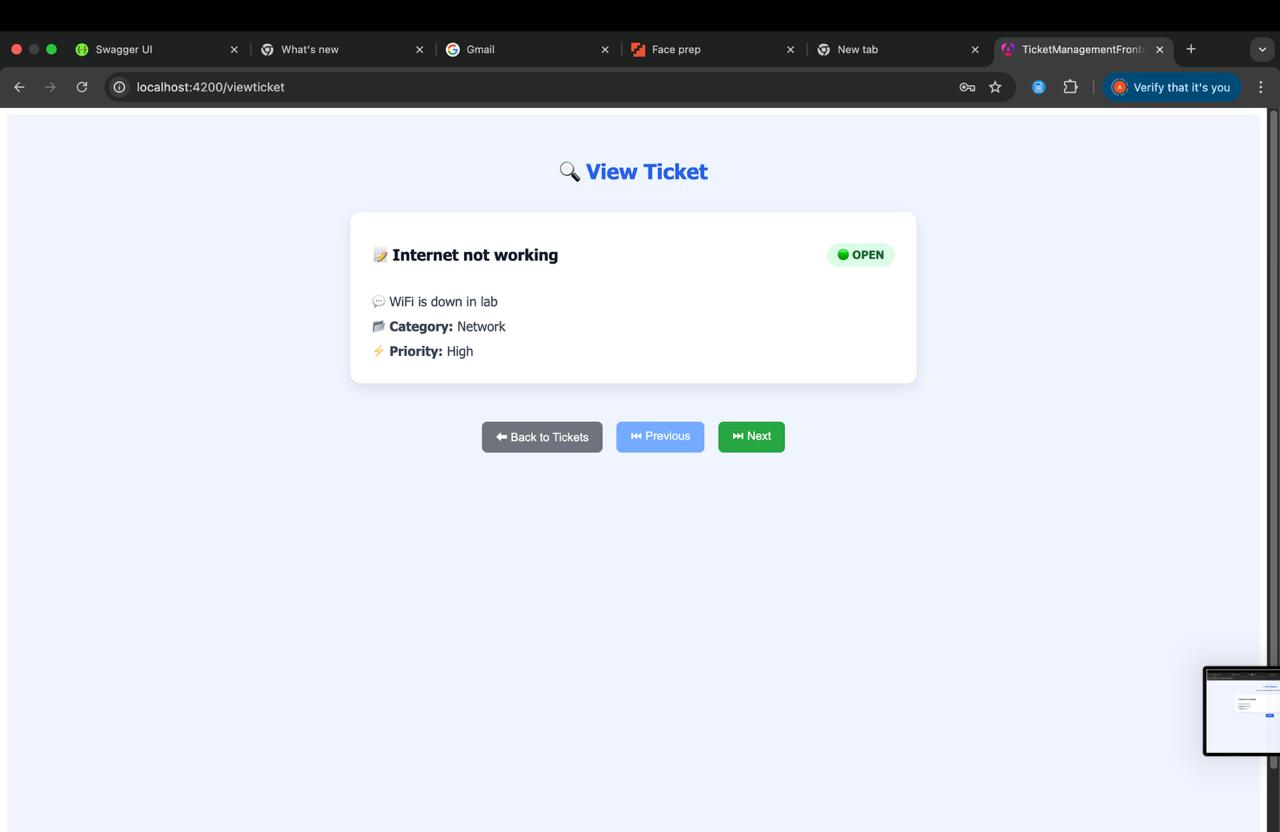 Swagger UI
What's new
Gmail
Face prep
New tab
TicketManagementFront
localhost:4200/viewticket
A
Verify that it's you
🔍 View Ticket
📝 Internet not working
🟢 OPEN
💬 WiFi is down in lab
📂 Category: Network
⚡ Priority: High
⬅ Back to Tickets
⏮ Previous
⏭ Next